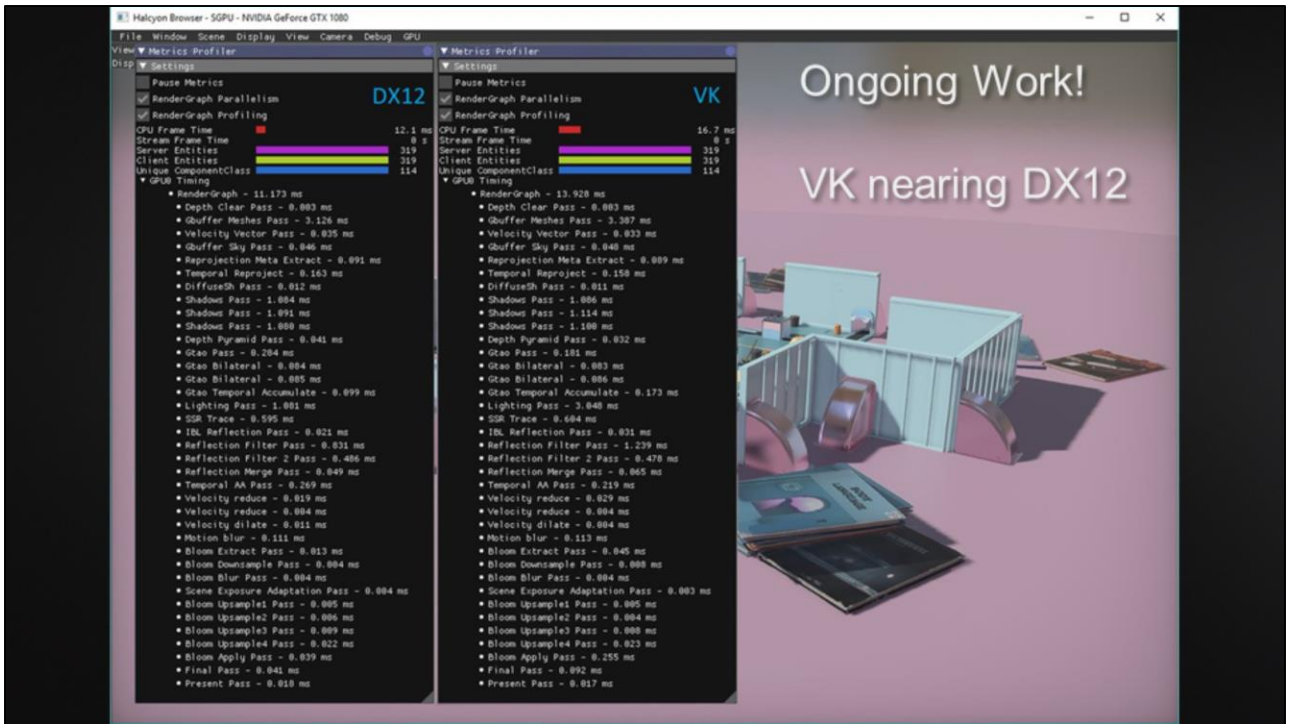 Halcyon Browser - SGPU - NVIDIA GeForce GTX 1080
File Window Scene Display View Camera Debug GPU
View
Disp
Metrics Profiler
Settings
Pause Metrics
RenderGraph Parallelism
DX12
RenderGraph Profiling
CPU Frame Time 12.1 ms
Stream Frame Time 0 s
Server Entities 319
Client Entities 319
Unique ComponentClass 114
GPU0 Timing
RenderGraph - 11.173 ms
Depth Clear Pass - 0.003 ms
Gbuffer Meshes Pass - 3.126 ms
Velocity Vector Pass - 0.035 ms
Gbuffer Sky Pass - 0.046 ms
Reprojection Meta Extract - 0.091 ms
Temporal Reproject - 0.163 ms
DiffuseSh Pass - 0.012 ms
Shadows Pass - 1.084 ms
Shadows Pass - 1.091 ms
Shadows Pass - 1.080 ms
Depth Pyramid Pass - 0.041 ms
Gtao Pass - 0.204 ms
Gtao Bilateral - 0.084 ms
Gtao Bilateral - 0.085 ms
Gtao Temporal Accumulate - 0.099 ms
Lighting Pass - 1.801 ms
SSR Trace - 0.595 ms
IBL Reflection Pass - 0.021 ms
Reflection Filter Pass - 0.831 ms
Reflection Filter 2 Pass - 0.486 ms
Reflection Merge Pass - 0.049 ms
Temporal AA Pass - 0.269 ms
Velocity reduce - 0.019 ms
Velocity reduce - 0.004 ms
Velocity dilate - 0.011 ms
Motion blur - 0.111 ms
Bloom Extract Pass - 0.013 ms
Bloom Downsample Pass - 0.004 ms
Bloom Blur Pass - 0.004 ms
Scene Exposure Adaptation Pass - 0.004 ms
Bloom Upsample1 Pass - 0.005 ms
Bloom Upsample2 Pass - 0.006 ms
Bloom Upsample3 Pass - 0.009 ms
Bloom Upsample4 Pass - 0.022 ms
Bloom Apply Pass - 0.039 ms
Final Pass - 0.041 ms
Present Pass - 0.018 ms
Metrics Profiler
Settings
Pause Metrics
RenderGraph Parallelism
VK
RenderGraph Profiling
CPU Frame Time 16.7 ms
Stream Frame Time 0 s
Server Entities 319
Client Entities 319
Unique ComponentClass 114
GPU0 Timing
RenderGraph - 13.928 ms
Depth Clear Pass - 0.003 ms
Gbuffer Meshes Pass - 3.387 ms
Velocity Vector Pass - 0.033 ms
Gbuffer Sky Pass - 0.040 ms
Reprojection Meta Extract - 0.089 ms
Temporal Reproject - 0.158 ms
DiffuseSh Pass - 0.011 ms
Shadows Pass - 1.086 ms
Shadows Pass - 1.114 ms
Shadows Pass - 1.100 ms
Depth Pyramid Pass - 0.032 ms
Gtao Pass - 0.181 ms
Gtao Bilateral - 0.083 ms
Gtao Bilateral - 0.086 ms
Gtao Temporal Accumulate - 0.173 ms
Lighting Pass - 3.048 ms
SSR Trace - 0.604 ms
IBL Reflection Pass - 0.031 ms
Reflection Filter Pass - 1.239 ms
Reflection Filter 2 Pass - 0.478 ms
Reflection Merge Pass - 0.065 ms
Temporal AA Pass - 0.219 ms
Velocity reduce - 0.029 ms
Velocity reduce - 0.004 ms
Velocity dilate - 0.004 ms
Motion blur - 0.113 ms
Bloom Extract Pass - 0.045 ms
Bloom Downsample Pass - 0.008 ms
Bloom Blur Pass - 0.004 ms
Scene Exposure Adaptation Pass - 0.003 ms
Bloom Upsample1 Pass - 0.005 ms
Bloom Upsample2 Pass - 0.004 ms
Bloom Upsample3 Pass - 0.008 ms
Bloom Upsample4 Pass - 0.023 ms
Bloom Apply Pass - 0.255 ms
Final Pass - 0.092 ms
Present Pass - 0.017 ms
Ongoing Work!
VK nearing DX12
BODY
LANGUAGE